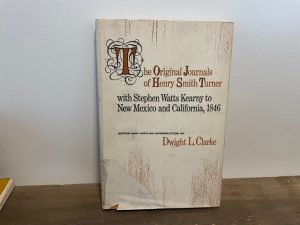 The Original Journals
of Henry Smith Turner
with Stephen Watts Kearny to
New Mexico and California, 1846
EDITED AND WITH AN INTRODUCTION BY
Dwight L. Clarke